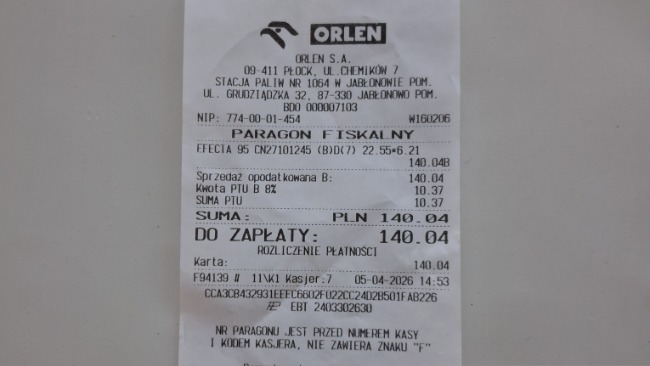 ORLEN
ORLEN S.A.
09-411 PŁOCK, UL.CHEMIKÓW 7
STACJA PALIW NR 1064 W JABŁONOWIE POM.
UL. GRUDZIĄDZKA 32, 87-330 JABŁONOWO POM.
BDO 000007103
NIP: 774-00-01-454 W160206
PARAGON FISKALNY
EFECTA 95 CN27101245 (B)D(7) 22.55*6.21
140.04B
Sprzedaż opodatkowana B: 140.04
Kwota PTU B 8% 10.37
SUMA PTU 10.37
SUMA: PLN 140.04
DO ZAPŁATY: 140.04
ROZLICZENIE PŁATNOŚCI
Karta: 140.04
F94139 # 11\K1 Kasjer.7 05-04-2026 14:53
EBT 2403302630
NR PARAGONU JEST PRZED NUMEREM KASY
I KODEM KASJERA, NIE ZAWIERA ZNAKU "F"